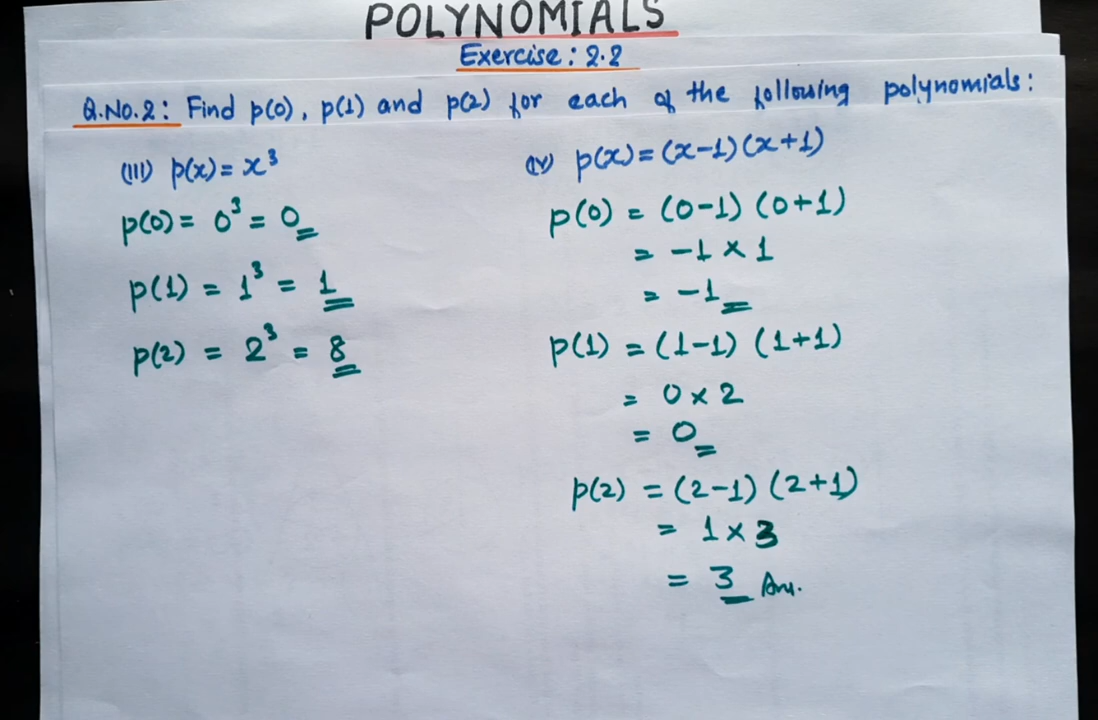 POLYNOMIALS
Exercise: 2.2
Q.NO.2: Find p(0), p(1) and p(2) for each of the following polynomials:
(III) p(x) = x³
p(0) = 0³ = 0
p(1) = 1³ = 1
p(2) = 2³ = 8
(IV) p(x) = (x-1)(x+1)
p(0) = (0-1) (0+1)
= -1 × 1
= -1
p(1) = (1-1) (1+1)
= 0 × 2
= 0
p(2) = (2-1) (2+1)
= 1 × 3
= 3 Ans.